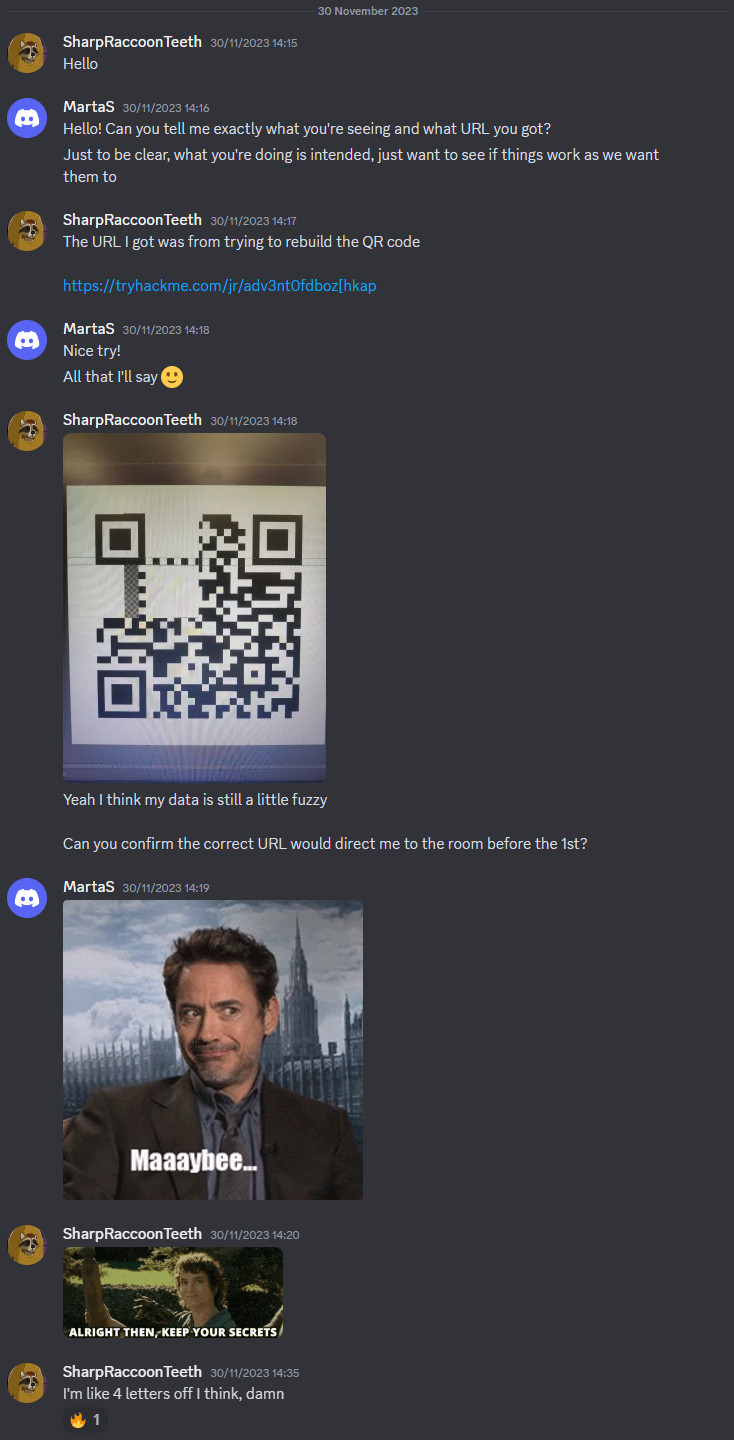 30 November 2023
SharpRaccoonTeeth 30/11/2023 14:15
Hello
MartaS 30/11/2023 14:16
Hello! Can you tell me exactly what you're seeing and what URL you got?
Just to be clear, what you're doing is intended, just want to see if things work as we want
them to
SharpRaccoonTeeth 30/11/2023 14:17
The URL I got was from trying to rebuild the QR code
https://tryhackme.com/jr/adv3nt0fdboz[hkap
MartaS 30/11/2023 14:18
Nice try!
All that I'll say 🙂
SharpRaccoonTeeth 30/11/2023 14:18
Yeah I think my data is still a little fuzzy
Can you confirm the correct URL would direct me to the room before the 1st?
MartaS 30/11/2023 14:19
Maaaybee...
SharpRaccoonTeeth 30/11/2023 14:20
ALRIGHT THEN, KEEP YOUR SECRETS
SharpRaccoonTeeth 30/11/2023 14:35
I'm like 4 letters off I think, damn
🔥 1